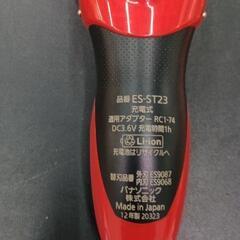 品番 ES-ST23
充電式
適用アダプター RC1-74
DC3.6V 充電時間1h
Li-ion
充電池はリサイクルへ
替刃品番 外刃 ES9087
内刃 ES9068
パナソニック
株式会社
Made in Japan
12年製 20323